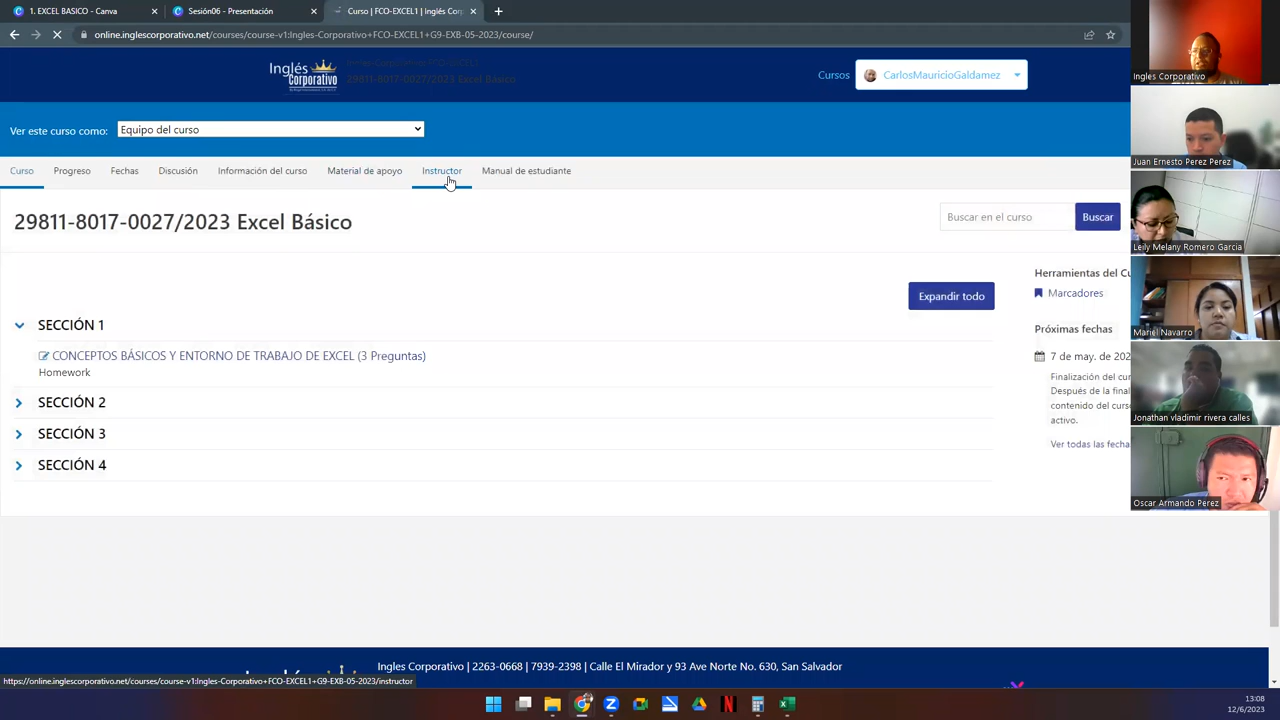 1. EXCEL BASICO - Canva
Sesión06 - Presentación
Curso | FCO-EXCEL1 | Inglés Corp
online.inglescorporativo.net/courses/course-v1:Ingles-Corporativo+FCO-EXCEL1+G9-EXB-05-2023/course/
Inglés
Corporativo
29811-8017-0027/2023 Excel Básico
Cursos
CarlosMauricioGaldamez
Ver este curso como:
Equipo del curso
Curso
Progreso
Fechas
Discusión
Información del curso
Material de apoyo
Instructor
Manual de estudiante
29811-8017-0027/2023 Excel Básico
Buscar en el curso
Buscar
Expandir todo
SECCIÓN 1
CONCEPTOS BÁSICOS Y ENTORNO DE TRABAJO DE EXCEL (3 Preguntas)
Homework
SECCIÓN 2
SECCIÓN 3
SECCIÓN 4
Herramientas del Cu
Marcadores
Próximas fechas
7 de may. de 202
Finalización del cur
Después de la final
contenido del curso
activo.
Ver todas las fecha
Ingles Corporativo
Juan Ernesto Perez Perez
Leily Melany Romero Garcia
Mariel Navarro
Jonathan vladimir rivera calles
Oscar Armando Perez
Ingles Corporativo | 2263-0668 | 7939-2398 | Calle El Mirador y 93 Ave Norte No. 630, San Salvador
https://online.inglescorporativo.net/courses/course-v1:Ingles-Corporativo+FCO-EXCEL1+G9-EXB-05-2023/instructor
13:08
12/6/2023